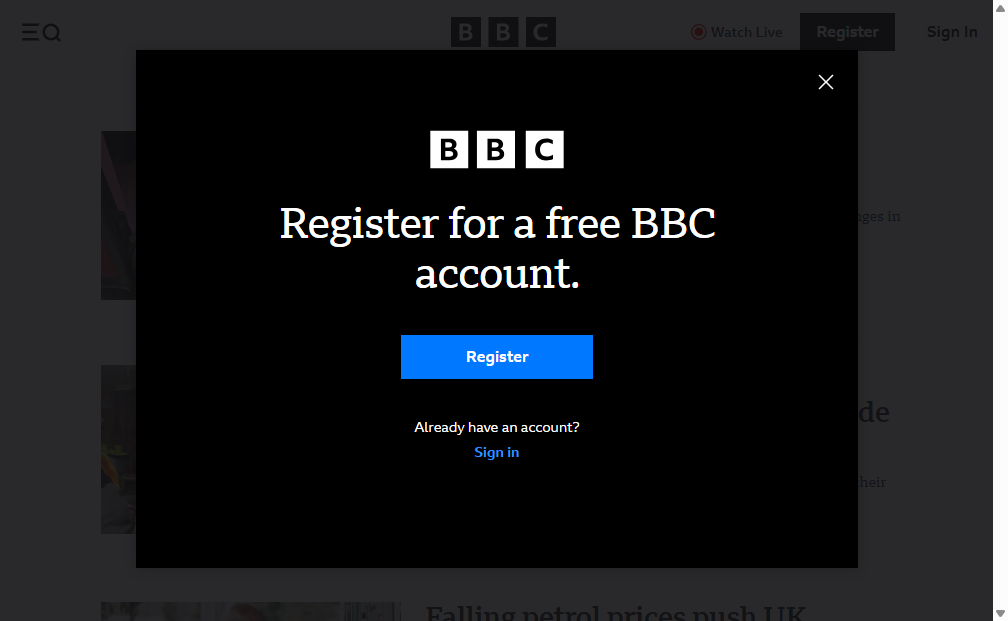 BBC
Watch Live
Register
Sign In
BBC
Register for a free BBC
account.
Register
Already have an account?
Sign in
in
de
their
Falling petrol prices push UK